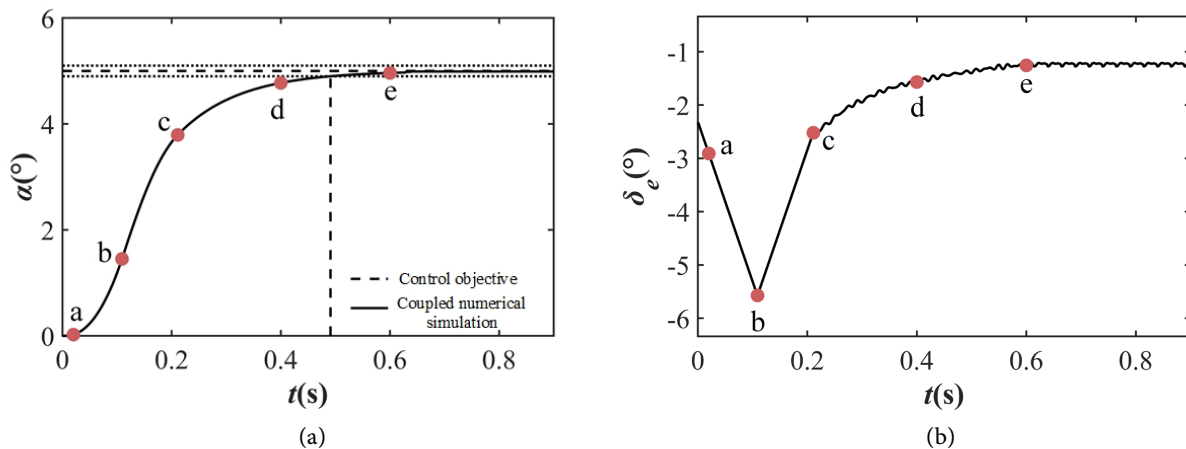 6
4
2
0
α(°)
a
b
c
d
e
Control objective
Coupled numerical
simulation
0
0.2
0.4
0.6
0.8
t(s)
(a)
-1
-2
-3
-4
-5
-6
δe(°)
a
b
c
d
e
0
0.2
0.4
0.6
0.8
t(s)
(b)